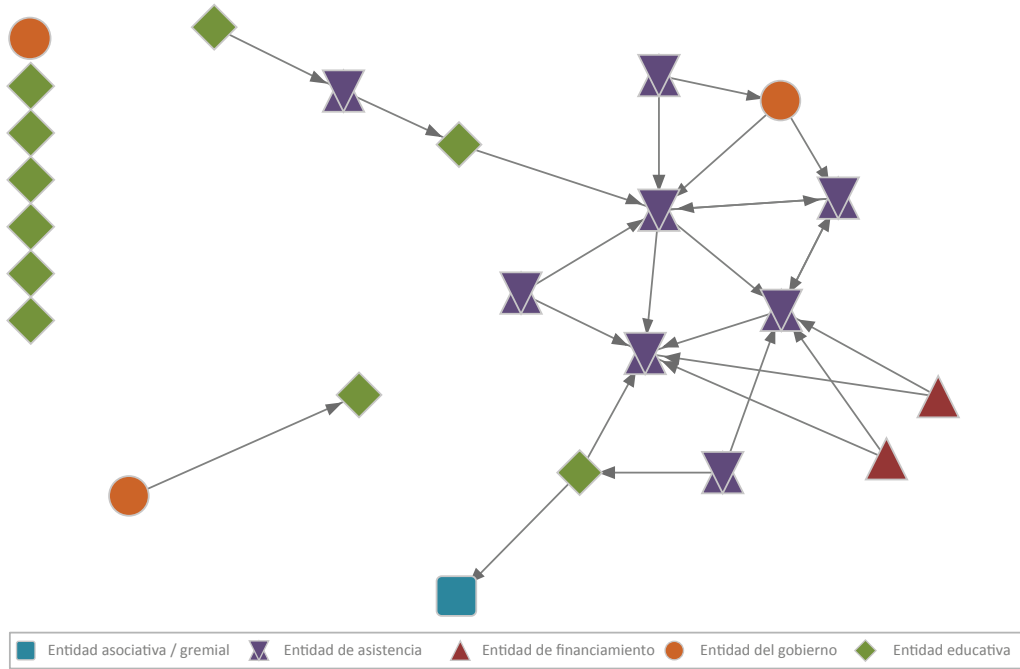 Entidad asociativa / gremial Entidad de asistencia Entidad de financiamiento Entidad del gobierno Entidad educativa